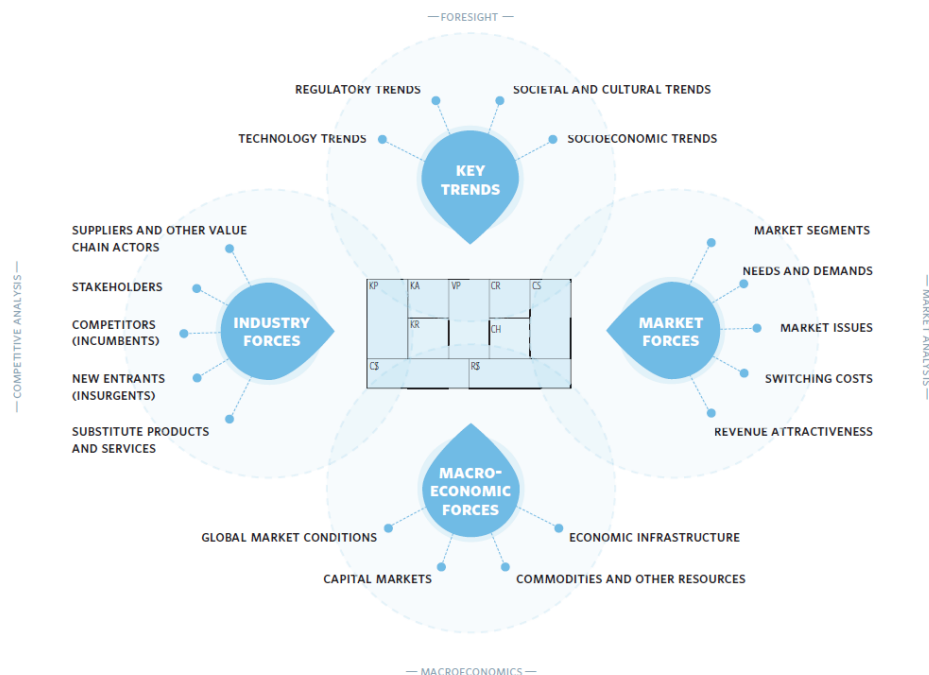 FORESIGHT
REGULATORY TRENDS
SOCIETAL AND CULTURAL TRENDS
TECHNOLOGY TRENDS
SOCIOECONOMIC TRENDS
KEY
TRENDS
SUPPLIERS AND OTHER VALUE
CHAIN ACTORS
STAKEHOLDERS
COMPETITORS
(INCUMBENTS)
NEW ENTRANTS
(INSURGENTS)
SUBSTITUTE PRODUCTS
AND SERVICES
INDUSTRY
FORCES
COMPETITIVE ANALYSIS
KP
KA
VP
CR
CS
KR
CH
C$
R$
MARKET
FORCES
MARKET SEGMENTS
NEEDS AND DEMANDS
MARKET ISSUES
SWITCHING COSTS
REVENUE ATTRACTIVENESS
MARKET ANALYSIS
MACRO-
ECONOMIC
FORCES
GLOBAL MARKET CONDITIONS
ECONOMIC INFRASTRUCTURE
CAPITAL MARKETS
COMMODITIES AND OTHER RESOURCES
MACROECONOMICS